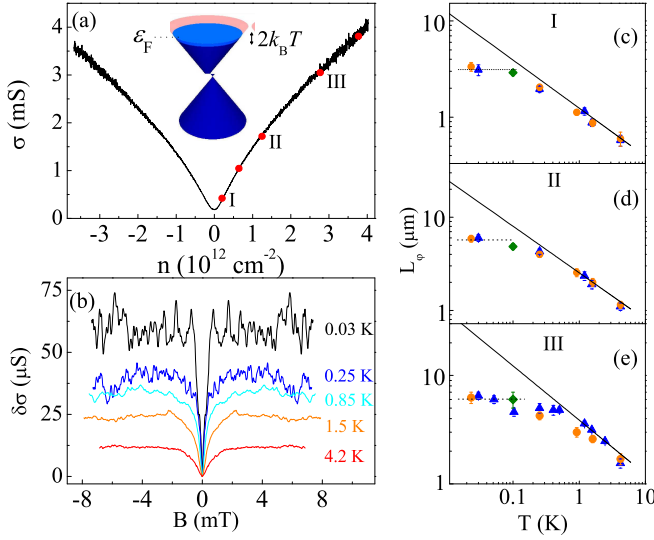 (a)
ε_F
2k_BT
III
II
I
4
3
2
1
0
σ (mS)
-3 -2 -1 0 1 2 3 4
n (10^12 cm^-2)
(b)
75
50
25
0
δσ (μS)
0.03 K
0.25 K
0.85 K
1.5 K
4.2 K
-8 -4 0 4 8
B (mT)
I
(c)
10
1
II
(d)
10
1
L_φ (μm)
III
(e)
10
1
0.1 1 10
T (K)